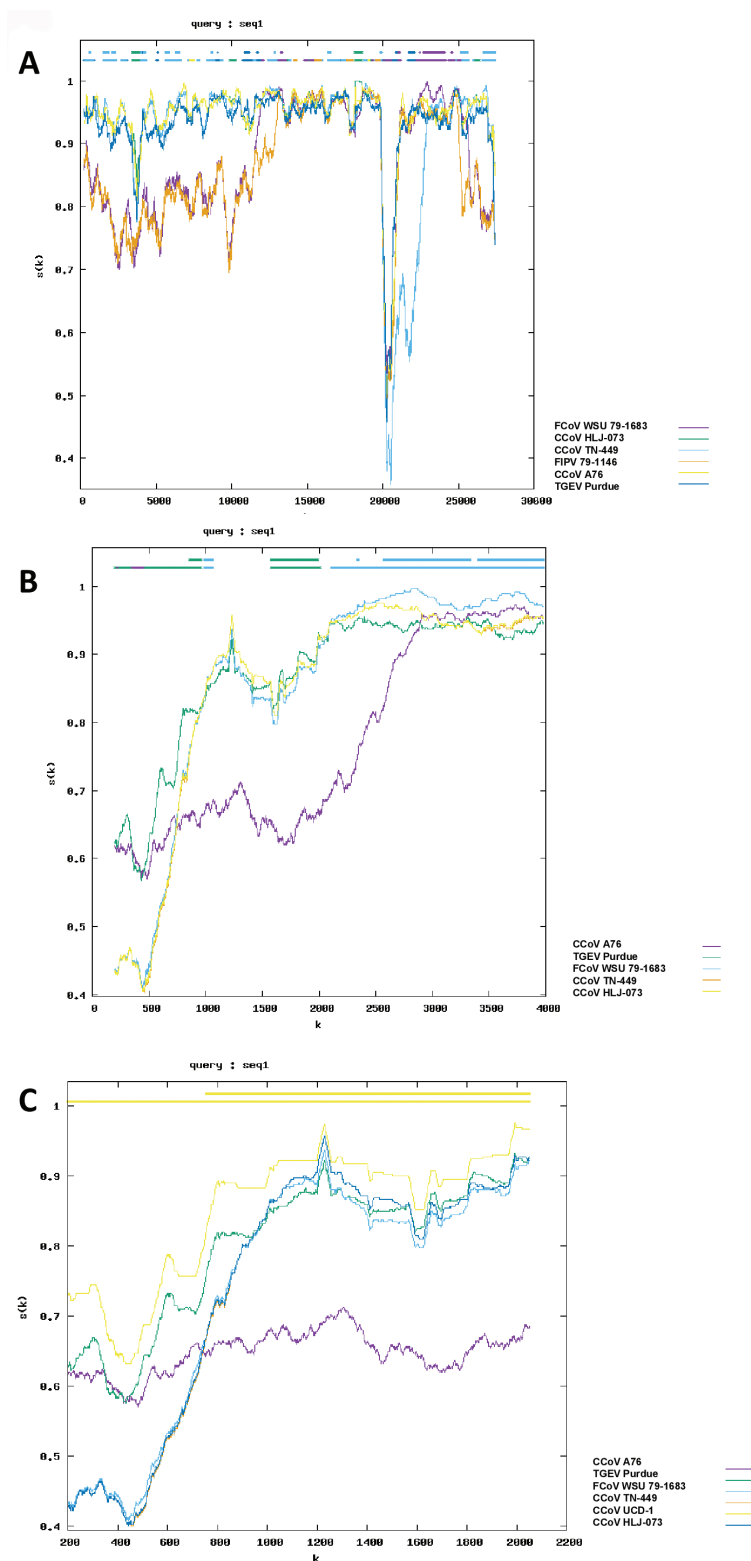 query : seq1
A
1
0.9
0.8
0.7
0.6
0.5
0.4
s(k)
0 5000 10000 15000 20000 25000 30000
FCoV WSU 79-1683
CCoV HLJ-073
CCoV TN-449
FIPV 79-1146
CCoV A76
TGEV Purdue
query : seq1
B
1
0.9
0.8
0.7
0.6
0.5
0.4
s(k)
0 500 1000 1500 2000 2500 3000 3500 4000
k
CCoV A76
TGEV Purdue
FCoV WSU 79-1683
CCoV TN-449
CCoV HLJ-073
query : seq1
C
1
0.9
0.8
0.7
0.6
0.5
0.4
s(k)
200 400 600 800 1000 1200 1400 1600 1800 2000 2200
k
CCoV A76
TGEV Purdue
FCoV WSU 79-1683
CCoV TN-449
CCoV UCD-1
CCoV HLJ-073